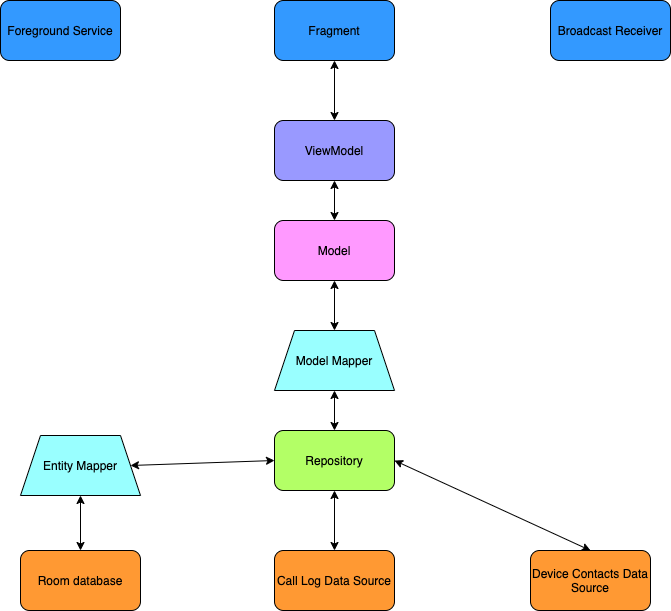 Foreground Service
Fragment
Broadcast Receiver
ViewModel
Model
Model Mapper
Entity Mapper
Repository
Room database
Call Log Data Source
Device Contacts Data
Source